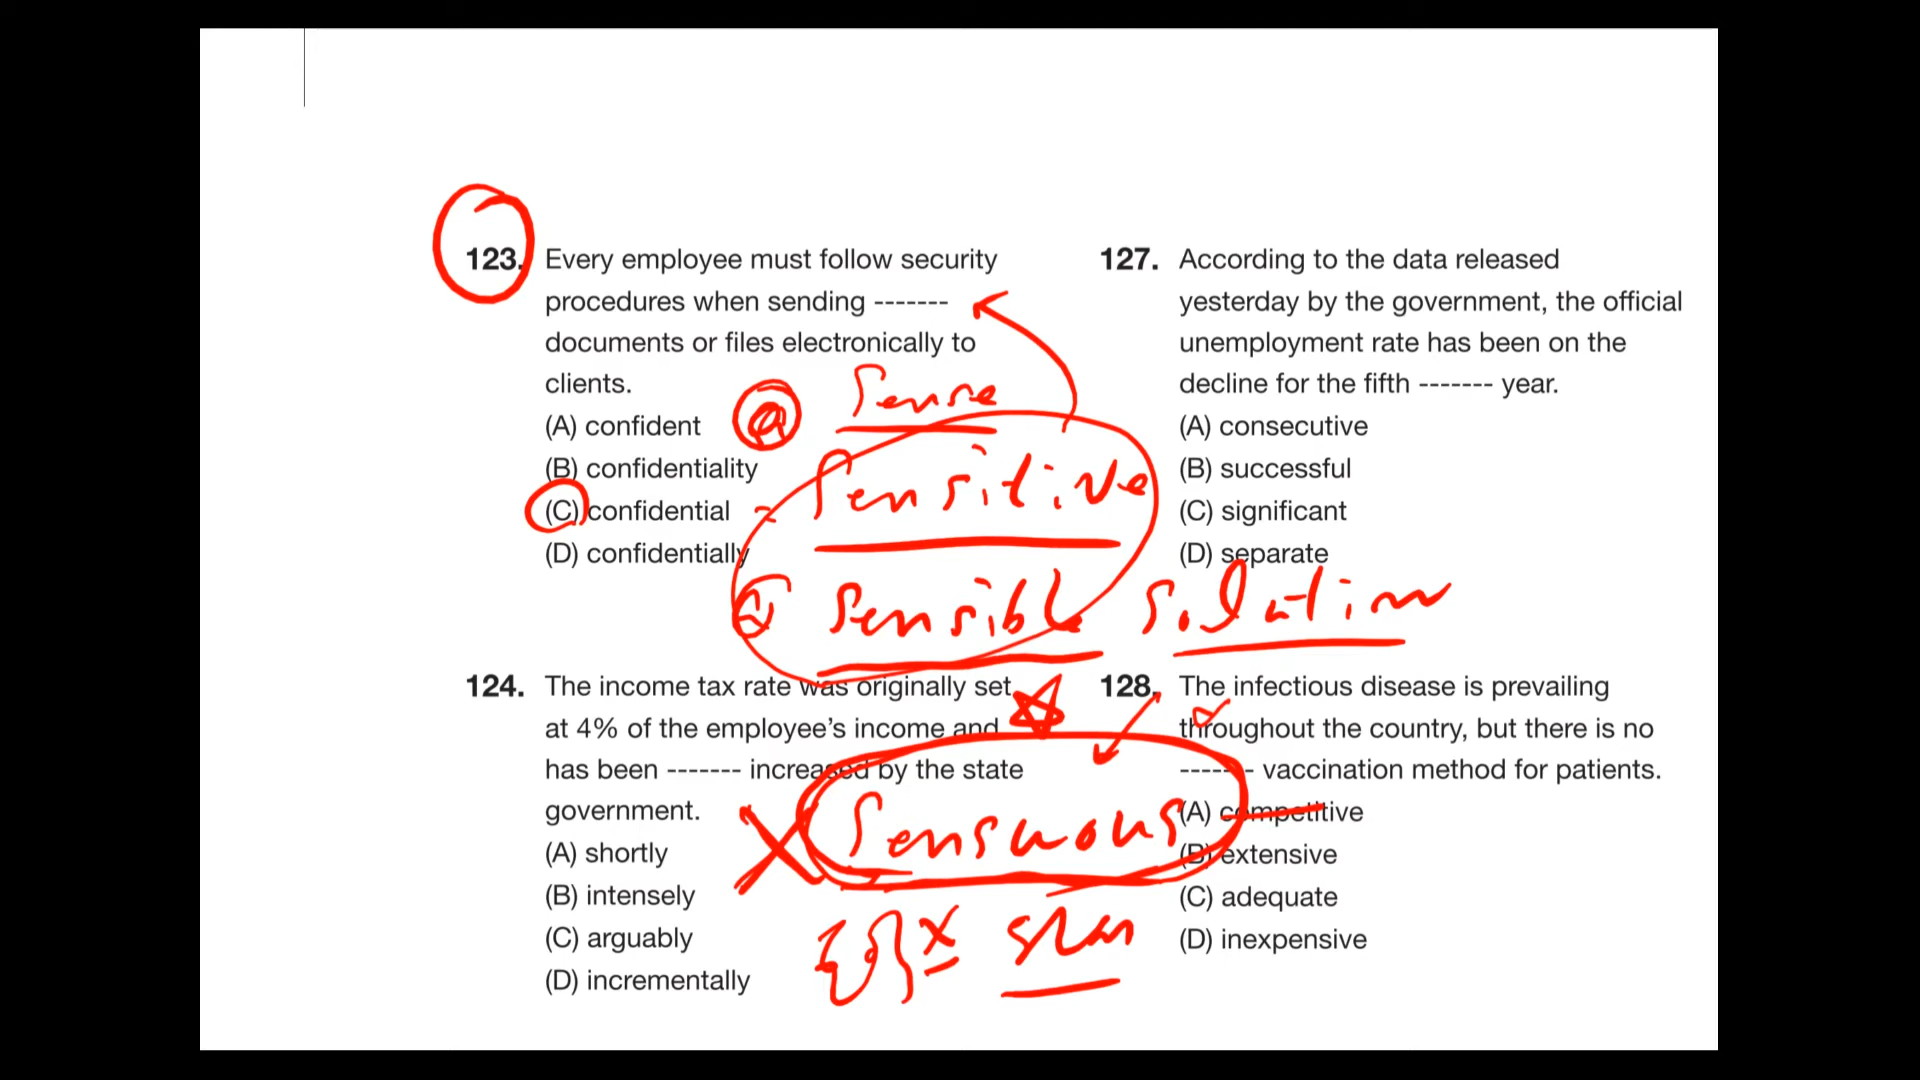 123. Every employee must follow security
procedures when sending -------
documents or files electronically to
clients.
(A) confident
(B) confidentiality
(C) confidential
(D) confidentially
Sense
Sensitive
Sensible Solution
124. The income tax rate was originally set
at 4% of the employee's income and
has been ------- increased by the state
government.
(A) shortly
(B) intensely
(C) arguably
(D) incrementally
Sensuous
127. According to the data released
yesterday by the government, the official
unemployment rate has been on the
decline for the fifth ------- year.
(A) consecutive
(B) successful
(C) significant
(D) separate
128. The infectious disease is prevailing
throughout the country, but there is no
------- vaccination method for patients.
(A) competitive
(B) extensive
(C) adequate
(D) inexpensive